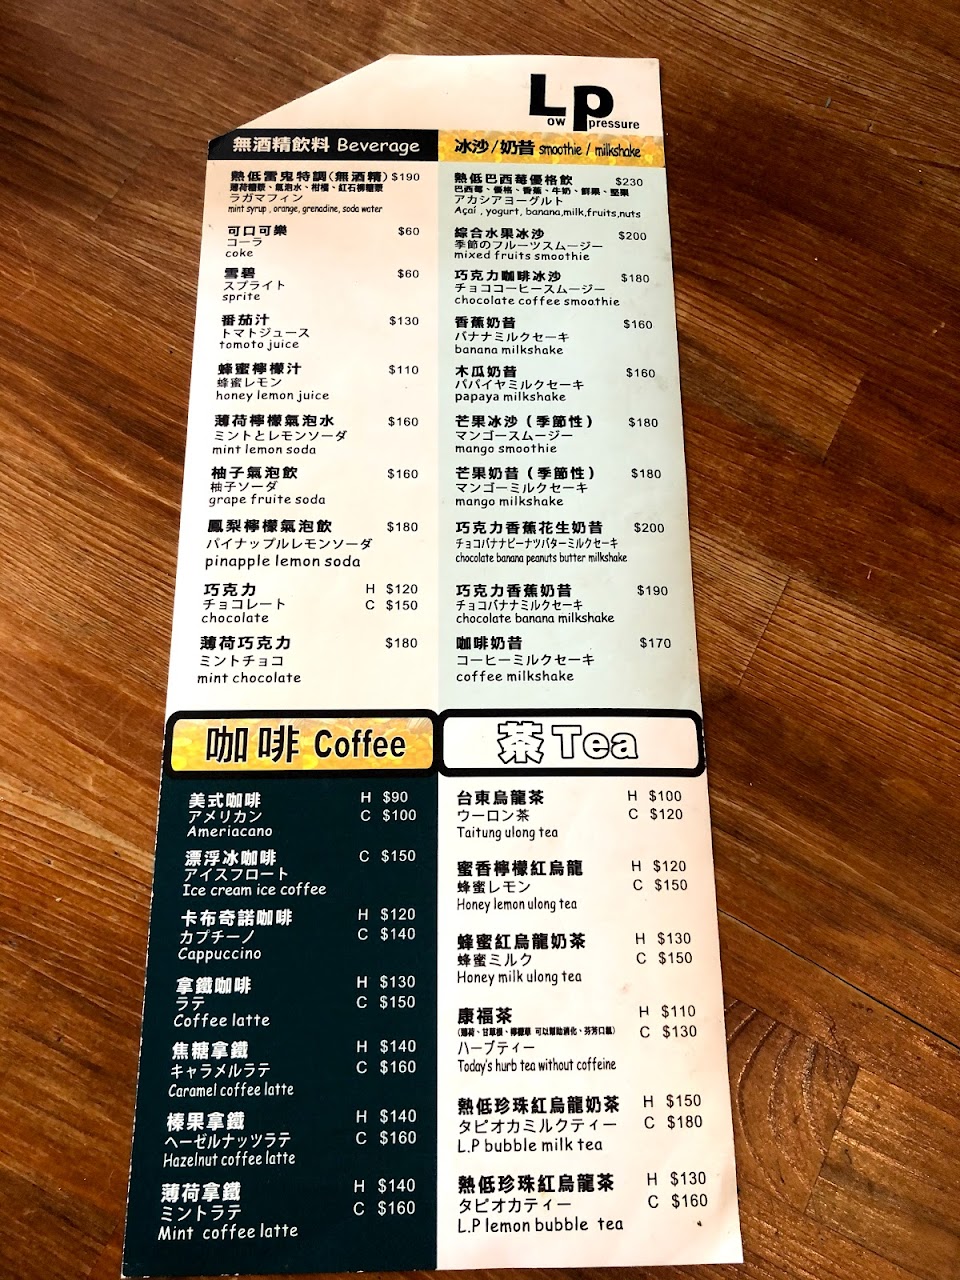 Low pressure
無酒精飲料 Beverage
熱低雷鬼特調(無酒精) $190
薄荷糖漿、氣泡水、柑橘、紅石榴糖漿
ラガマフィン
mint syrup , orange, grenadine, soda water
可口可樂 $60
コーラ
coke
雪碧 $60
スプライト
sprite
番茄汁 $130
トマトジュース
tomoto juice
蜂蜜檸檬汁 $110
蜂蜜レモン
honey lemon juice
薄荷檸檬氣泡水 $160
ミントとレモンソーダ
mint lemon soda
柚子氣泡飲 $160
柚子ソーダ
grape fruite soda
鳳梨檸檬氣泡飲 $180
パイナップルレモンソーダ
pinapple lemon soda
巧克力 H $120
チョコレート C $150
chocolate
薄荷巧克力 $180
ミントチョコ
mint chocolate
冰沙/奶昔 smoothie / milkshake
熱低巴西莓優格飲 $230
巴西莓、優格、香蕉、牛奶、鮮果、堅果
アカシアヨーグルト
Açaí , yogurt, banana,milk,fruits,nuts
綜合水果冰沙 $200
季節のフルーツスムージー
mixed fruits smoothie
巧克力咖啡冰沙 $180
チョココーヒースムージー
chocolate coffee smoothie
香蕉奶昔 $160
バナナミルクセーキ
banana milkshake
木瓜奶昔 $160
パパイヤミルクセーキ
papaya milkshake
芒果冰沙（季節性） $180
マンゴースムージー
mango smoothie
芒果奶昔（季節性） $180
マンゴーミルクセーキ
mango milkshake
巧克力香蕉花生奶昔 $200
チョコバナナピーナツバターミルクセーキ
chocolate banana peanuts butter milkshake
巧克力香蕉奶昔 $190
チョコバナナミルクセーキ
chocolate banana milkshake
咖啡奶昔 $170
コーヒーミルクセーキ
coffee milkshake
咖啡 Coffee
美式咖啡 H $90
アメリカン C $100
Ameriacano
漂浮冰咖啡 C $150
アイスフロート
Ice cream ice coffee
卡布奇諾咖啡 H $120
カプチーノ C $140
Cappuccino
拿鐵咖啡 H $130
ラテ C $150
Coffee latte
焦糖拿鐵 H $140
キャラメルラテ C $160
Caramel coffee latte
榛果拿鐵 H $140
ヘーゼルナッツラテ C $160
Hazelnut coffee latte
薄荷拿鐵 H $140
ミントラテ C $160
Mint coffee latte
茶 Tea
台東烏龍茶 H $100
ウーロン茶 C $120
Taitung ulong tea
蜜香檸檬紅烏龍 H $120
蜂蜜レモン C $150
Honey lemon ulong tea
蜂蜜紅烏龍奶茶 H $130
蜂蜜ミルク C $150
Honey milk ulong tea
康福茶 H $110
(薄荷、甘草根、檸檬草 可以幫助消化、芬芳口氣) C $130
ハーブティー
Today's hurb tea without coffeine
熱低珍珠紅烏龍奶茶 H $150
タピオカミルクティー C $180
L.P bubble milk tea
熱低珍珠紅烏龍茶 H $130
タピオカティー C $160
L.P lemon bubble tea